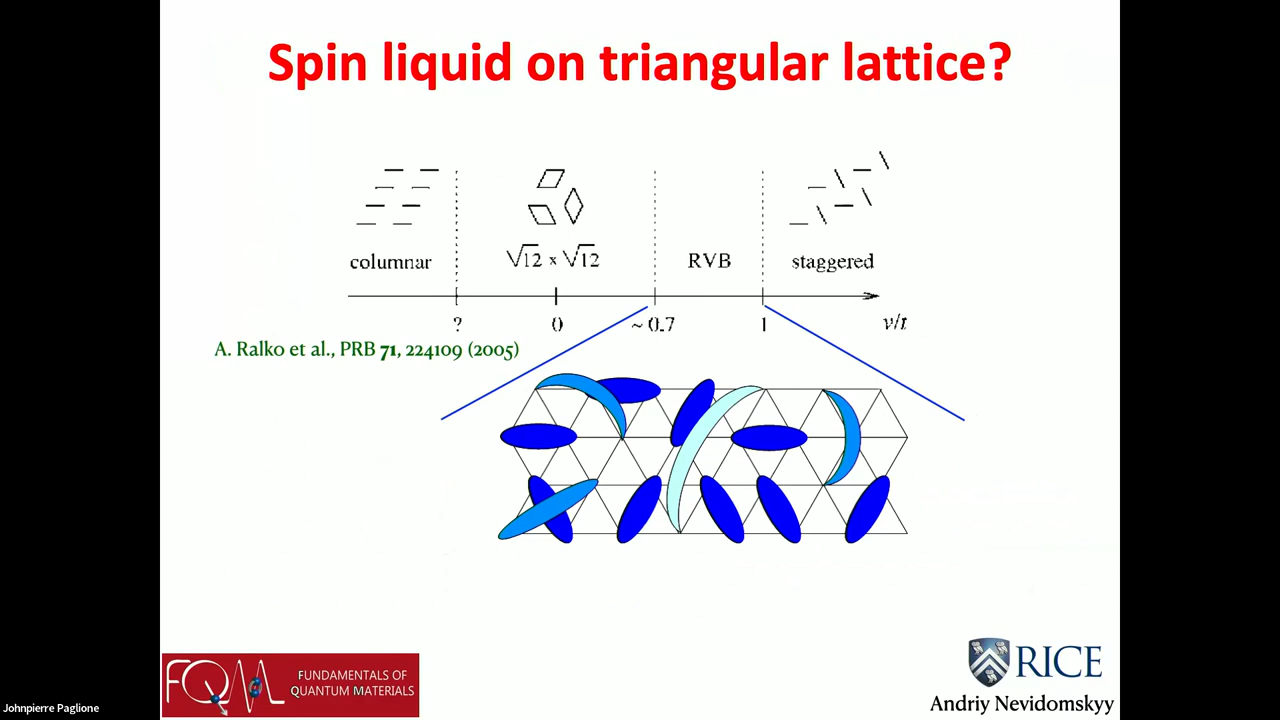 Spin liquid on triangular lattice?
columnar
√12 x √12
RVB
staggered
?
0
~ 0.7
1
v/t
A. Ralko et al., PRB 71, 224109 (2005)
FQM
FUNDAMENTALS OF
QUANTUM MATERIALS
RICE
Andriy Nevidomskyy
Johnpierre Paglione